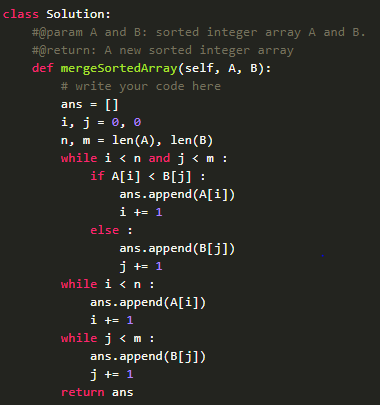 class Solution:
    #@param A and B: sorted integer array A and B.
    #@return: A new sorted integer array
    def mergeSortedArray(self, A, B):
        # write your code here
        ans = []
        i, j = 0, 0
        n, m = len(A), len(B)
        while i < n and j < m :
            if A[i] < B[j] :
                ans.append(A[i])
                i += 1
            else :
                ans.append(B[j])
                j += 1
        while i < n :
            ans.append(A[i])
            i += 1
        while j < m :
            ans.append(B[j])
            j += 1
        return ans